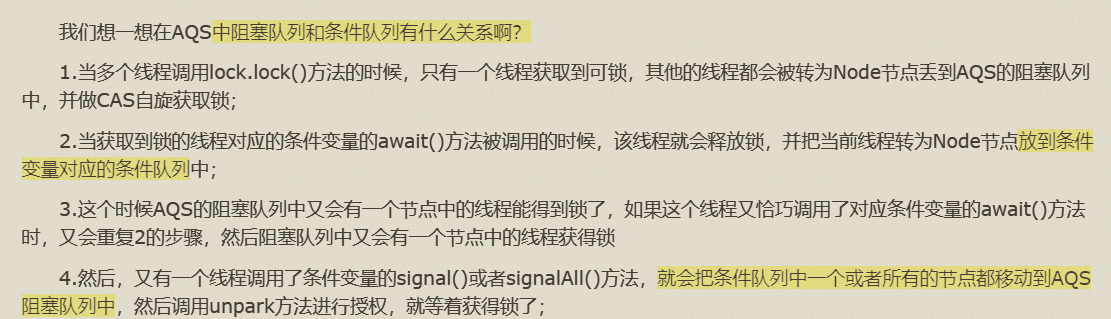 我们想一想在AQS中阻塞队列和条件队列有什么关系啊？
1.当多个线程调用lock.lock()方法的时候，只有一个线程获取到可锁，其他的线程都会被转为Node节点丢到AQS的阻塞队列
中，并做CAS自旋获取锁；
2.当获取到锁的线程对应的条件变量的await()方法被调用的时候，该线程就会释放锁，并把当前线程转为Node节点放到条件
变量对应的条件队列中；
3.这个时候AQS的阻塞队列中又会有一个节点中的线程能得到锁了，如果这个线程又恰巧调用了对应条件变量的await()方法
时，又会重复2的步骤，然后阻塞队列中又会有一个节点中的线程获得锁
4.然后，又有一个线程调用了条件变量的signal()或者signalAll()方法，就会把条件队列中一个或者所有的节点都移动到AQS
阻塞队列中，然后调用unpark方法进行授权，就等着获得锁了；